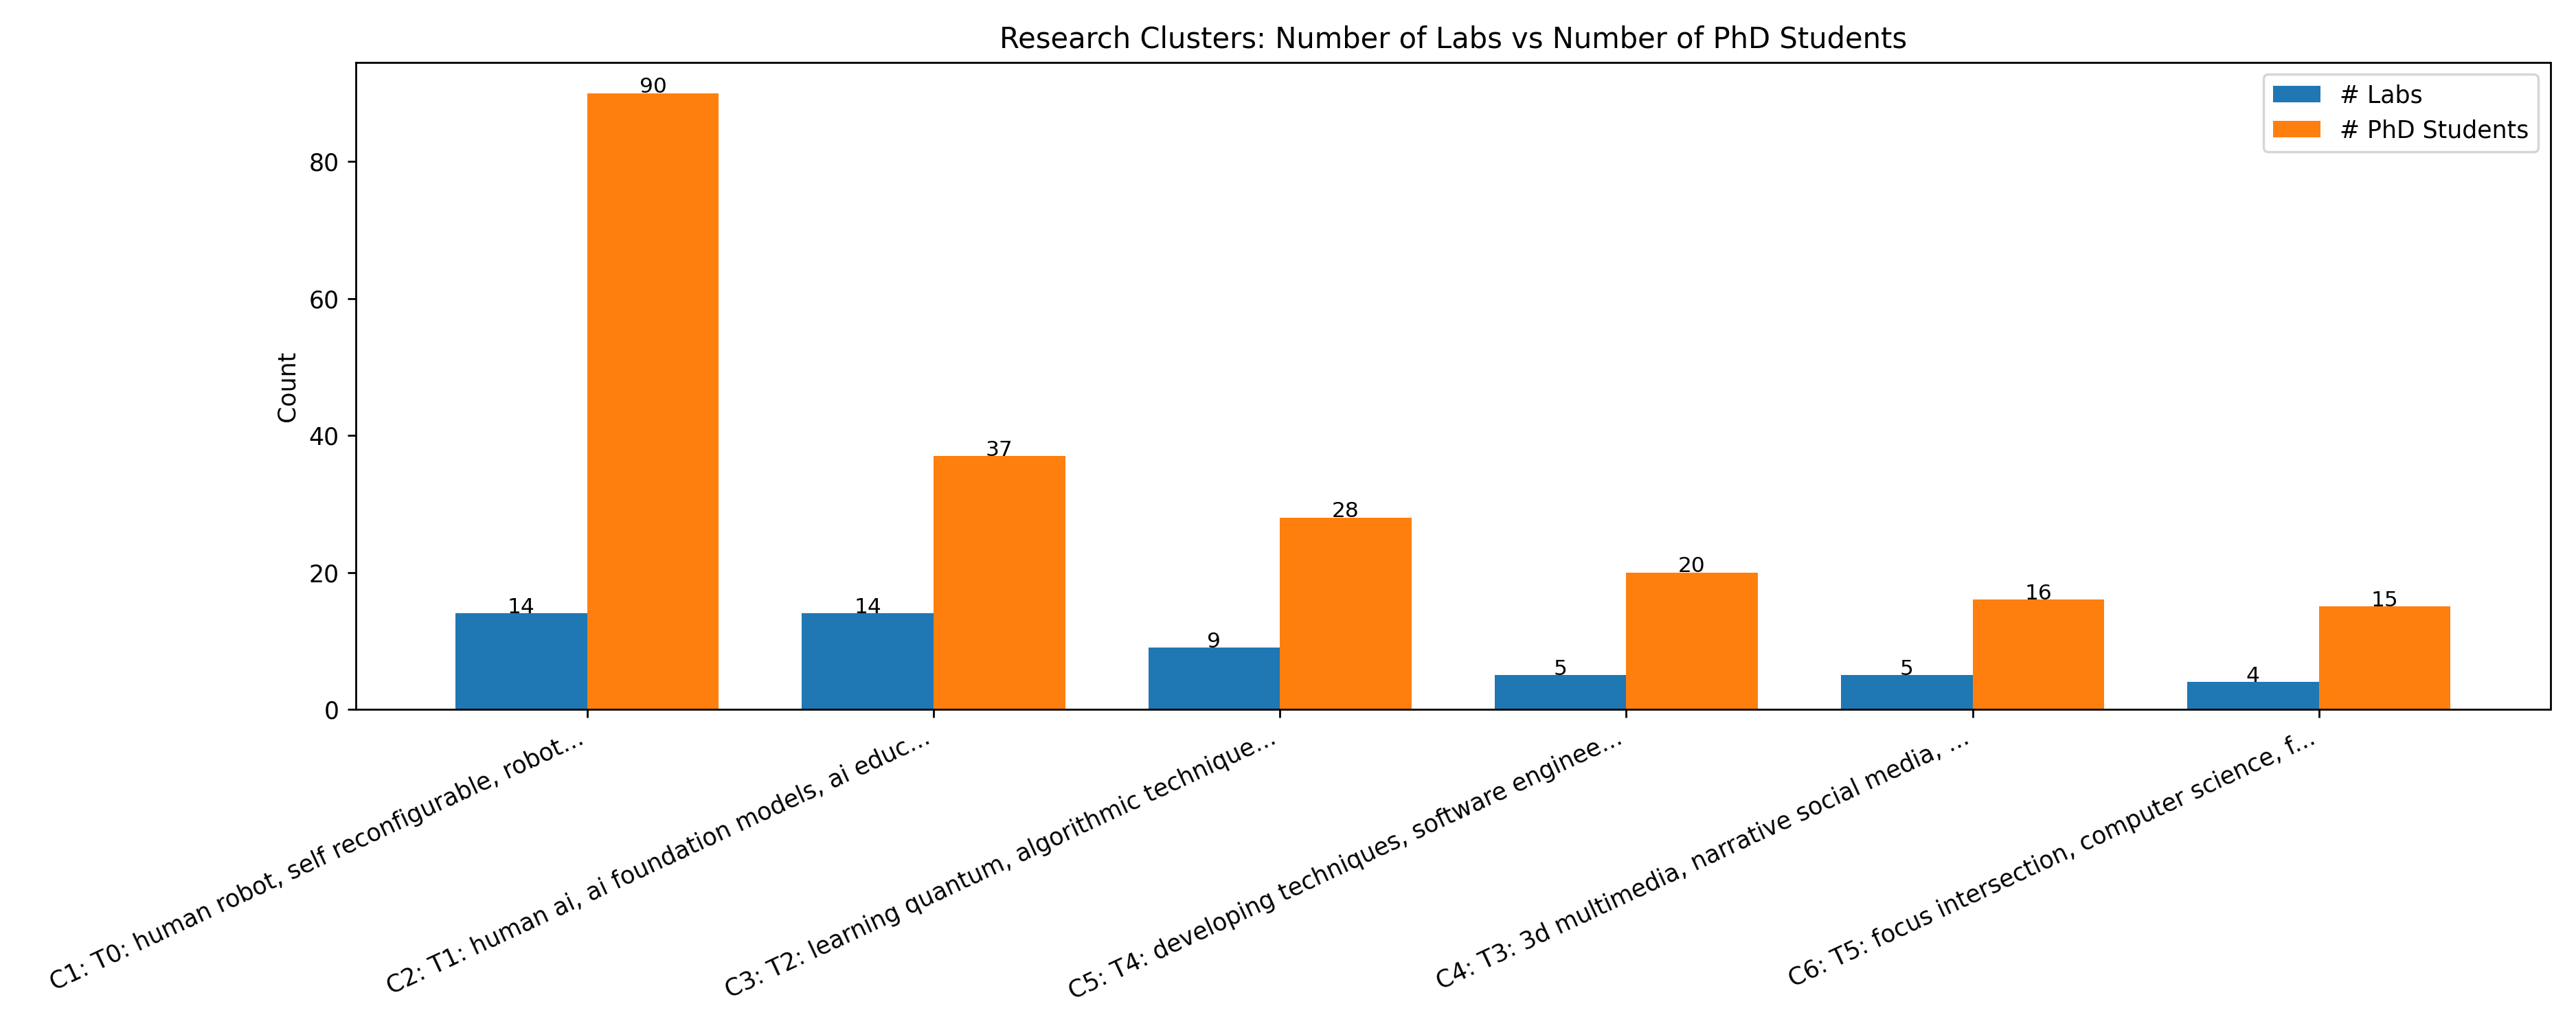 Research Clusters: Number of Labs vs Number of PhD Students
# Labs
# PhD Students
Count
80
60
40
20
0
14
90
14
37
9
28
5
20
5
16
4
15
C1: T0: human robot, self reconfigurable, robot...
C2: T1: human ai, ai foundation models, ai educ...
C3: T2: learning quantum, algorithmic technique...
C5: T4: developing techniques, software enginee...
C4: T3: 3d multimedia, narrative social media, ...
C6: T5: focus intersection, computer science, f...